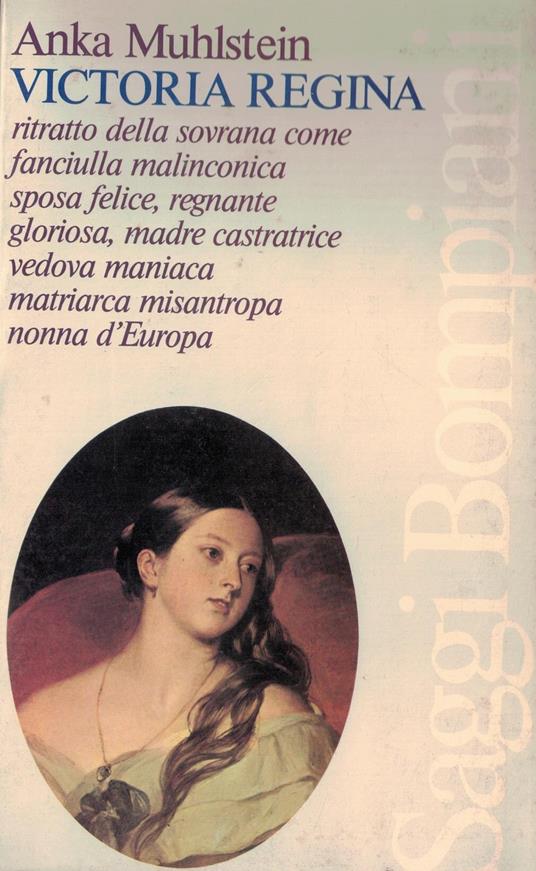 Anka Muhlstein
VICTORIA REGINA
ritratto della sovrana come
fanciulla malinconica
sposa felice, regnante
gloriosa, madre castratrice
vedova maniaca
matriarca misantropa
nonna d'Europa
Saggi Bompiani